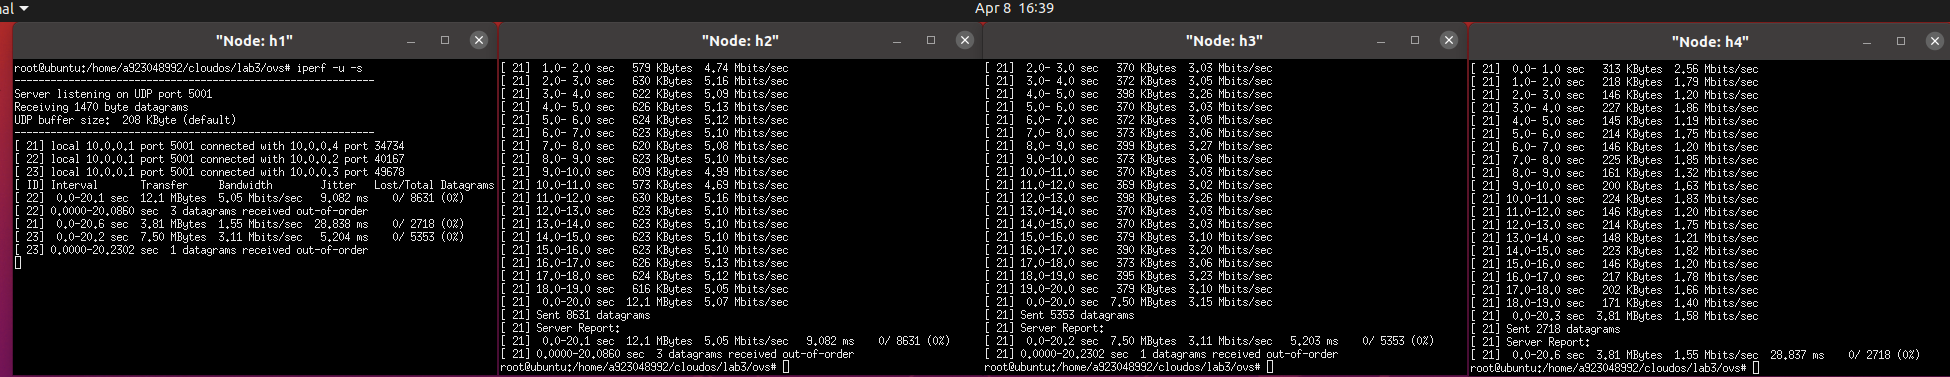 nal
Apr 8 16:39
"Node: h1"
root@ubuntu:/home/a923048992/cloudos/lab3/ovs# iperf -u -s
------------------------------------------------------------
Server listening on UDP port 5001
Receiving 1470 byte datagrams
UDP buffer size: 208 KByte (default)
------------------------------------------------------------
[ 21] local 10.0.0.1 port 5001 connected with 10.0.0.4 port 34734
[ 22] local 10.0.0.1 port 5001 connected with 10.0.0.2 port 40167
[ 23] local 10.0.0.1 port 5001 connected with 10.0.0.3 port 49678
[ ID] Interval Transfer Bandwidth Jitter Lost/Total Datagrams
[ 22] 0.0-20.1 sec 12.1 MBytes 5.05 Mbits/sec 9.082 ms 0/ 8631 (0%)
[ 22] 0.0000-20.0860 sec 3 datagrams received out-of-order
[ 21] 0.0-20.6 sec 3.81 MBytes 1.55 Mbits/sec 28.838 ms 0/ 2718 (0%)
[ 23] 0.0-20.2 sec 7.50 MBytes 3.11 Mbits/sec 5.204 ms 0/ 5353 (0%)
[ 23] 0.0000-20.2302 sec 1 datagrams received out-of-order
"Node: h2"
[ 21] 1.0- 2.0 sec 579 KBytes 4.74 Mbits/sec
[ 21] 2.0- 3.0 sec 630 KBytes 5.16 Mbits/sec
[ 21] 3.0- 4.0 sec 622 KBytes 5.09 Mbits/sec
[ 21] 4.0- 5.0 sec 626 KBytes 5.13 Mbits/sec
[ 21] 5.0- 6.0 sec 624 KBytes 5.12 Mbits/sec
[ 21] 6.0- 7.0 sec 623 KBytes 5.10 Mbits/sec
[ 21] 7.0- 8.0 sec 620 KBytes 5.08 Mbits/sec
[ 21] 8.0- 9.0 sec 623 KBytes 5.10 Mbits/sec
[ 21] 9.0-10.0 sec 609 KBytes 4.99 Mbits/sec
[ 21] 10.0-11.0 sec 573 KBytes 4.69 Mbits/sec
[ 21] 11.0-12.0 sec 630 KBytes 5.16 Mbits/sec
[ 21] 12.0-13.0 sec 623 KBytes 5.10 Mbits/sec
[ 21] 13.0-14.0 sec 623 KBytes 5.10 Mbits/sec
[ 21] 14.0-15.0 sec 623 KBytes 5.10 Mbits/sec
[ 21] 15.0-16.0 sec 623 KBytes 5.10 Mbits/sec
[ 21] 16.0-17.0 sec 626 KBytes 5.13 Mbits/sec
[ 21] 17.0-18.0 sec 624 KBytes 5.12 Mbits/sec
[ 21] 18.0-19.0 sec 616 KBytes 5.05 Mbits/sec
[ 21] 0.0-20.0 sec 12.1 MBytes 5.07 Mbits/sec
[ 21] Sent 8631 datagrams
[ 21] Server Report:
[ 21] 0.0-20.1 sec 12.1 MBytes 5.05 Mbits/sec 9.082 ms 0/ 8631 (0%)
[ 21] 0.0000-20.0860 sec 3 datagrams received out-of-order
root@ubuntu:/home/a923048992/cloudos/lab3/ovs#
"Node: h3"
[ 21] 2.0- 3.0 sec 370 KBytes 3.03 Mbits/sec
[ 21] 3.0- 4.0 sec 372 KBytes 3.05 Mbits/sec
[ 21] 4.0- 5.0 sec 398 KBytes 3.26 Mbits/sec
[ 21] 5.0- 6.0 sec 370 KBytes 3.03 Mbits/sec
[ 21] 6.0- 7.0 sec 372 KBytes 3.05 Mbits/sec
[ 21] 7.0- 8.0 sec 373 KBytes 3.06 Mbits/sec
[ 21] 8.0- 9.0 sec 399 KBytes 3.27 Mbits/sec
[ 21] 9.0-10.0 sec 373 KBytes 3.06 Mbits/sec
[ 21] 10.0-11.0 sec 370 KBytes 3.03 Mbits/sec
[ 21] 11.0-12.0 sec 369 KBytes 3.02 Mbits/sec
[ 21] 12.0-13.0 sec 398 KBytes 3.26 Mbits/sec
[ 21] 13.0-14.0 sec 370 KBytes 3.03 Mbits/sec
[ 21] 14.0-15.0 sec 370 KBytes 3.03 Mbits/sec
[ 21] 15.0-16.0 sec 379 KBytes 3.10 Mbits/sec
[ 21] 16.0-17.0 sec 390 KBytes 3.20 Mbits/sec
[ 21] 17.0-18.0 sec 373 KBytes 3.06 Mbits/sec
[ 21] 18.0-19.0 sec 395 KBytes 3.23 Mbits/sec
[ 21] 19.0-20.0 sec 379 KBytes 3.10 Mbits/sec
[ 21] 0.0-20.0 sec 7.50 MBytes 3.15 Mbits/sec
[ 21] Sent 5353 datagrams
[ 21] Server Report:
[ 21] 0.0-20.2 sec 7.50 MBytes 3.11 Mbits/sec 5.203 ms 0/ 5353 (0%)
[ 21] 0.0000-20.2302 sec 1 datagrams received out-of-order
root@ubuntu:/home/a923048992/cloudos/lab3/ovs#
"Node: h4"
[ 21] 0.0- 1.0 sec 313 KBytes 2.56 Mbits/sec
[ 21] 1.0- 2.0 sec 218 KBytes 1.79 Mbits/sec
[ 21] 2.0- 3.0 sec 146 KBytes 1.20 Mbits/sec
[ 21] 3.0- 4.0 sec 227 KBytes 1.86 Mbits/sec
[ 21] 4.0- 5.0 sec 145 KBytes 1.19 Mbits/sec
[ 21] 5.0- 6.0 sec 214 KBytes 1.75 Mbits/sec
[ 21] 6.0- 7.0 sec 146 KBytes 1.20 Mbits/sec
[ 21] 7.0- 8.0 sec 225 KBytes 1.85 Mbits/sec
[ 21] 8.0- 9.0 sec 161 KBytes 1.32 Mbits/sec
[ 21] 9.0-10.0 sec 200 KBytes 1.63 Mbits/sec
[ 21] 10.0-11.0 sec 224 KBytes 1.83 Mbits/sec
[ 21] 11.0-12.0 sec 146 KBytes 1.20 Mbits/sec
[ 21] 12.0-13.0 sec 214 KBytes 1.75 Mbits/sec
[ 21] 13.0-14.0 sec 148 KBytes 1.21 Mbits/sec
[ 21] 14.0-15.0 sec 223 KBytes 1.82 Mbits/sec
[ 21] 15.0-16.0 sec 146 KBytes 1.20 Mbits/sec
[ 21] 16.0-17.0 sec 217 KBytes 1.78 Mbits/sec
[ 21] 17.0-18.0 sec 202 KBytes 1.66 Mbits/sec
[ 21] 18.0-19.0 sec 171 KBytes 1.40 Mbits/sec
[ 21] 0.0-20.3 sec 3.81 MBytes 1.58 Mbits/sec
[ 21] Sent 2718 datagrams
[ 21] Server Report:
[ 21] 0.0-20.6 sec 3.81 MBytes 1.55 Mbits/sec 28.837 ms 0/ 2718 (0%)
root@ubuntu:/home/a923048992/cloudos/lab3/ovs#